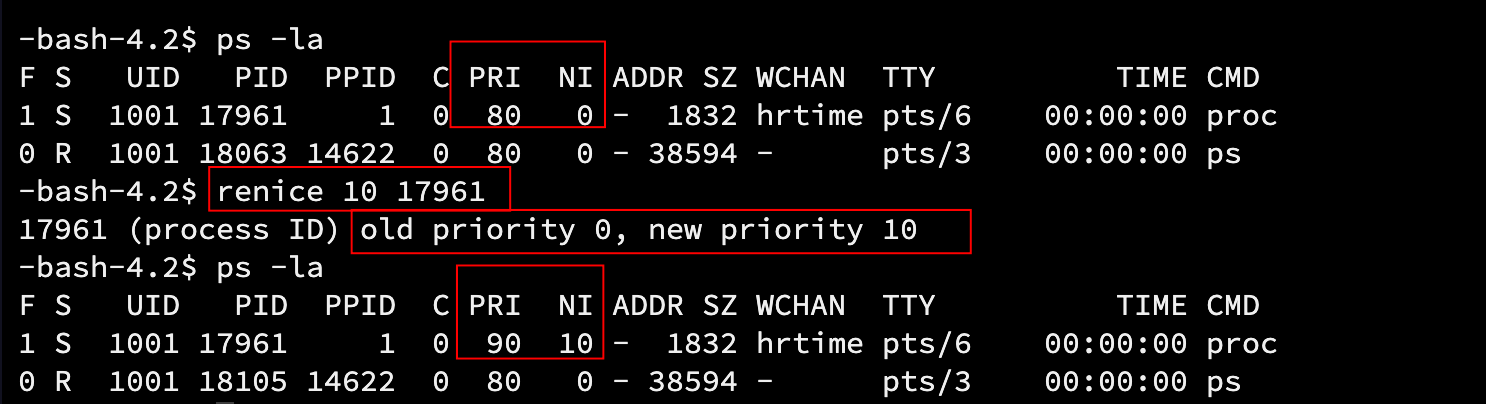 -bash-4.2$ ps -la
F S   UID   PID  PPID  C PRI  NI ADDR SZ WCHAN  TTY          TIME CMD
1 S  1001 17961     1  0  80   0 -  1832 hrtime pts/6    00:00:00 proc
0 R  1001 18063 14622  0  80   0 - 38594 -      pts/3    00:00:00 ps
-bash-4.2$ renice 10 17961
17961 (process ID) old priority 0, new priority 10
-bash-4.2$ ps -la
F S   UID   PID  PPID  C PRI  NI ADDR SZ WCHAN  TTY          TIME CMD
1 S  1001 17961     1  0  90  10 -  1832 hrtime pts/6    00:00:00 proc
0 R  1001 18105 14622  0  80   0 - 38594 -      pts/3    00:00:00 ps